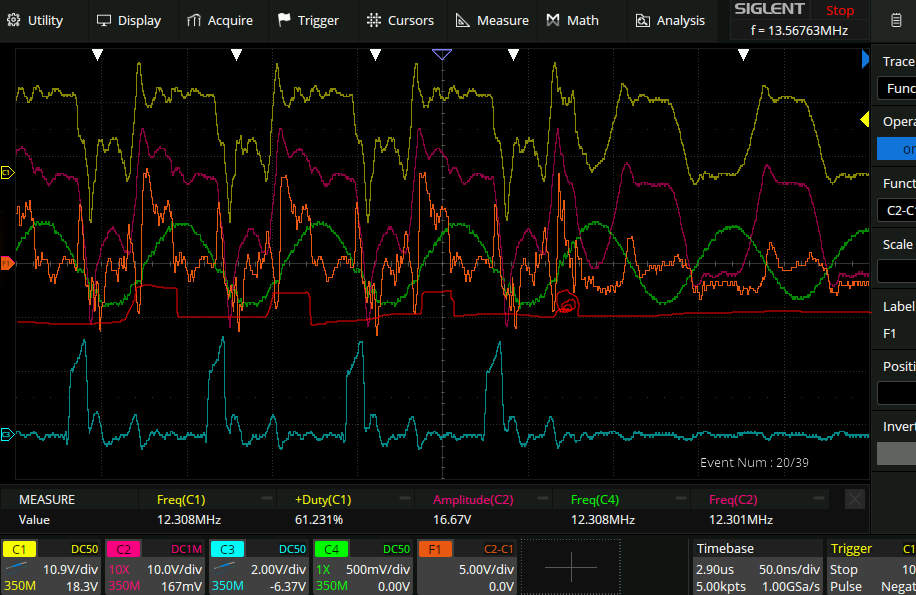 Utility Display Acquire Trigger Cursors Measure Math Analysis
SIGLENT Stop
f = 13.56763MHz
Trace
Func
Opera
Funct
C2-C
Scale
Label
F1
Positi
Invert
C1
F1
C3
Event Num : 20/39
MEASURE Freq(C1) +Duty(C1) Amplitude(C2) Freq(C4) Freq(C2)
Value 12.308MHz 61.231% 16.67V 12.308MHz 12.301MHz
C1 DC50 C2 DC1M C3 DC50 C4 DC50 F1 C2-C1 Timebase Trigger C1
10.9V/div 10X 10.0V/div 2.00V/div 1X 500mV/div 5.00V/div 2.90us 50.0ns/div Stop 10
350M 18.3V 350M 167mV 350M -6.37V 350M 0.00V 0.0V 5.00kpts 1.00GSa/s Pulse Negat